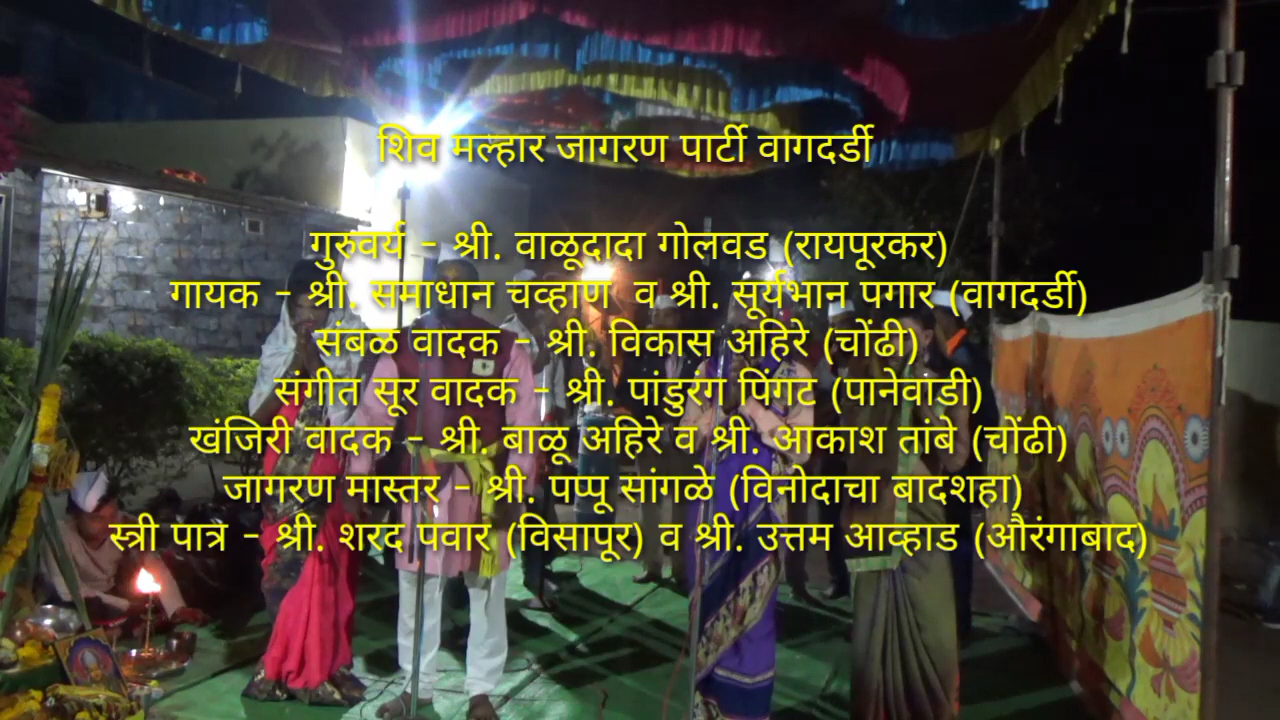 शिव मल्हार जागरण पार्टी वागदर्डी
गुरुवर्य - श्री. वाळूदादा गोलवड (रायपूरकर)
गायक - श्री. समाधान चव्हाण व श्री. सूर्यभान पगार (वागदर्डी)
संबळ वादक - श्री. विकास अहिरे (चोंढी)
संगीत सूर वादक - श्री. पांडुरंग पिंगट (पानेवाडी)
खंजिरी वादक - श्री. बाळू अहिरे व श्री. आकाश तांबे (चोंढी)
जागरण मास्तर - श्री. पप्पू सांगळे (विनोदाचा बादशहा)
स्त्री पात्र - श्री. शरद पवार (विसापूर) व श्री. उत्तम आव्हाड (औरंगाबाद)